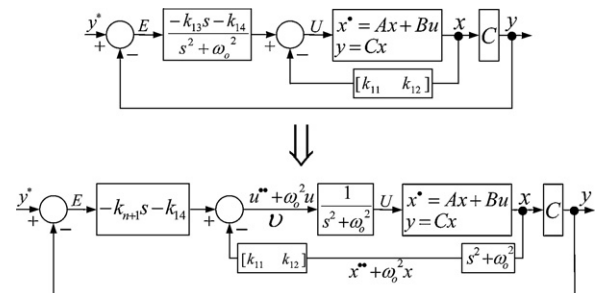 y* + − E −k₁₃s−k₁₄ / s²+ωₒ² + − U x• = Ax + Bu x C y
y = Cx
[k₁₁ k₁₂]
⇓
y* + − E −kₙ₊₁s−k₁₄ + − u••+ωₒ²u 1 / s²+ωₒ² U x• = Ax + Bu x C y
υ y = Cx
[k₁₁ k₁₂] x••+ωₒ²x s²+ωₒ²